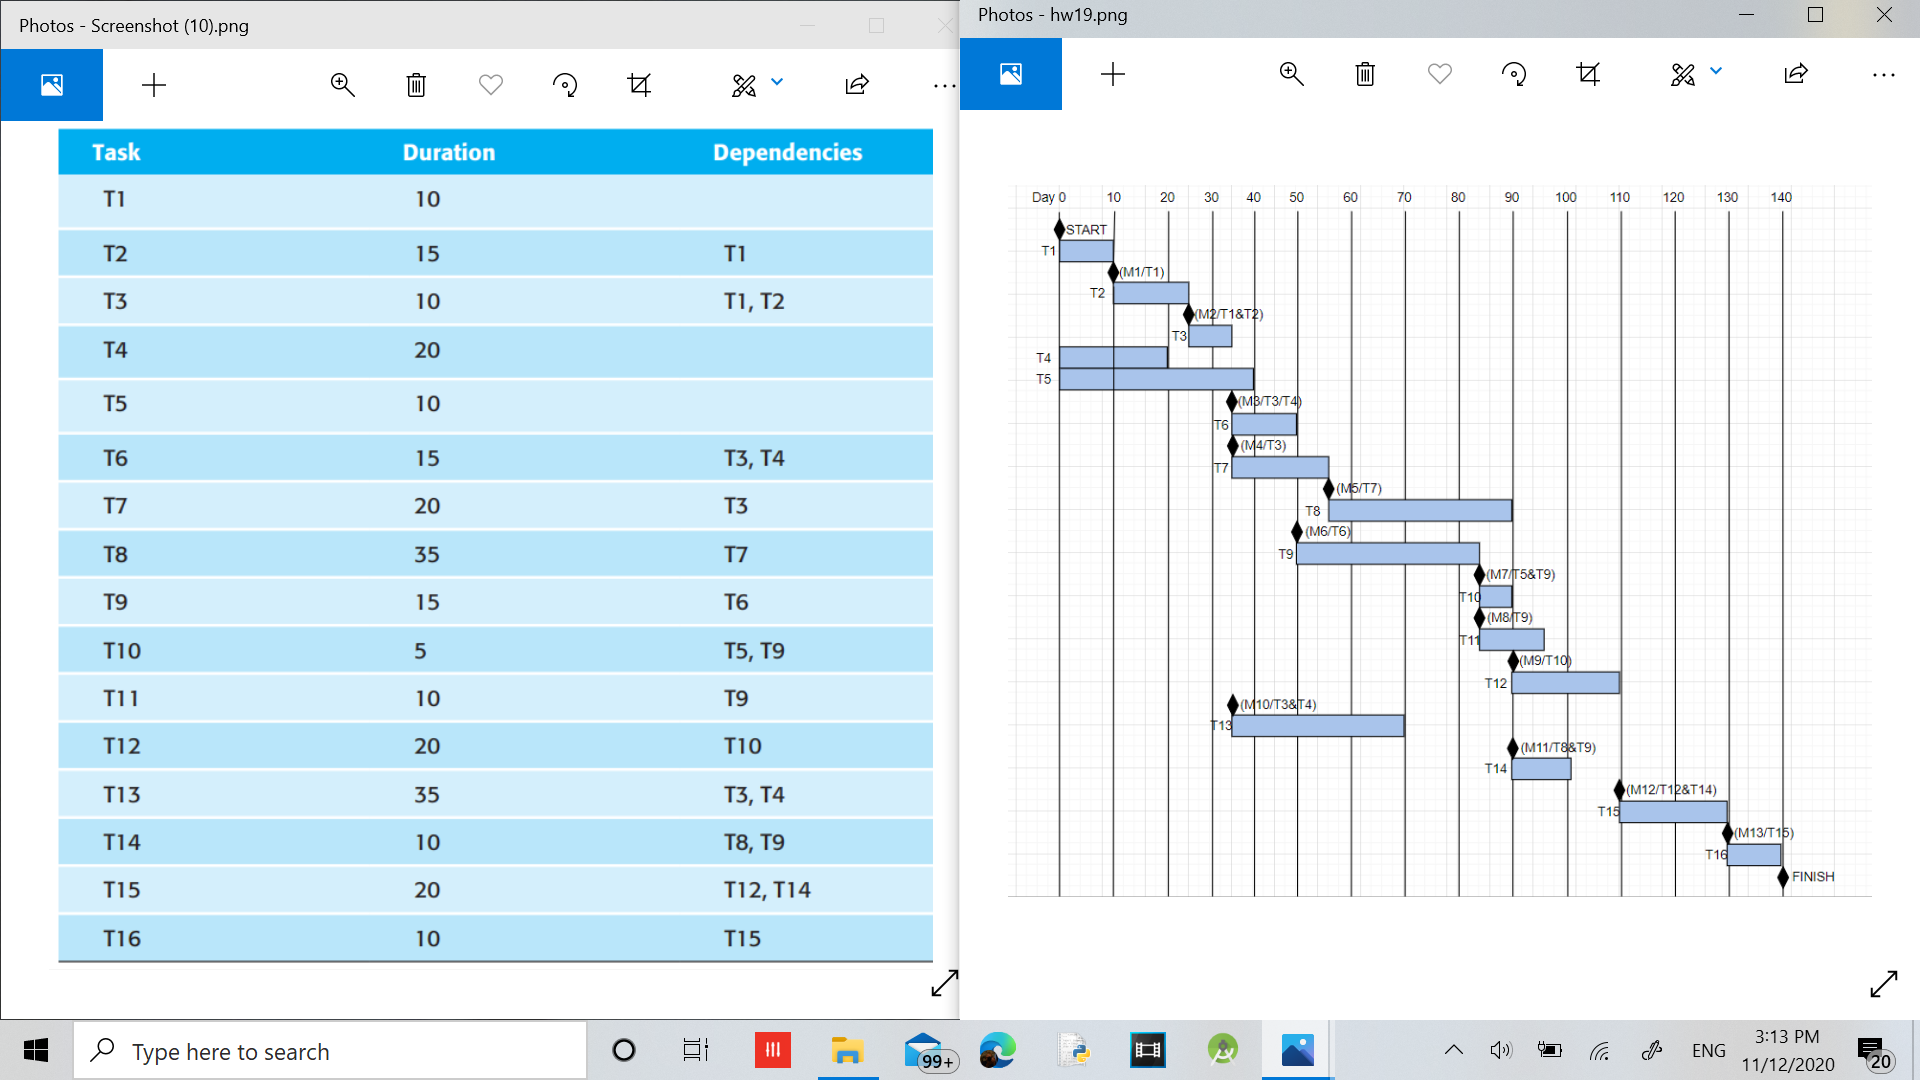 Photos - Screenshot (10).png
Task Duration Dependencies
T1 10
T2 15 T1
T3 10 T1, T2
T4 20
T5 10
T6 15 T3, T4
T7 20 T3
T8 35 T7
T9 15 T6
T10 5 T5, T9
T11 10 T9
T12 20 T10
T13 35 T3, T4
T14 10 T8, T9
T15 20 T12, T14
T16 10 T15
Photos - hw19.png
Day 0 10 20 30 40 50 60 70 80 90 100 110 120 130 140
START
T1
(M1/T1)
T2
(M2/T1&T2)
T3
T4
T5
(M3/T3/T4)
T6
(M4/T3)
T7
(M5/T7)
T8
(M6/T6)
T9
(M7/T5&T9)
T10
(M8/T9)
T11
(M9/T10)
T12
(M10/T3&T4)
T13
(M11/T8&T9)
T14
(M12/T12&T14)
T15
(M13/T15)
T16
FINISH
Type here to search
99+
ENG
3:13 PM
11/12/2020
20